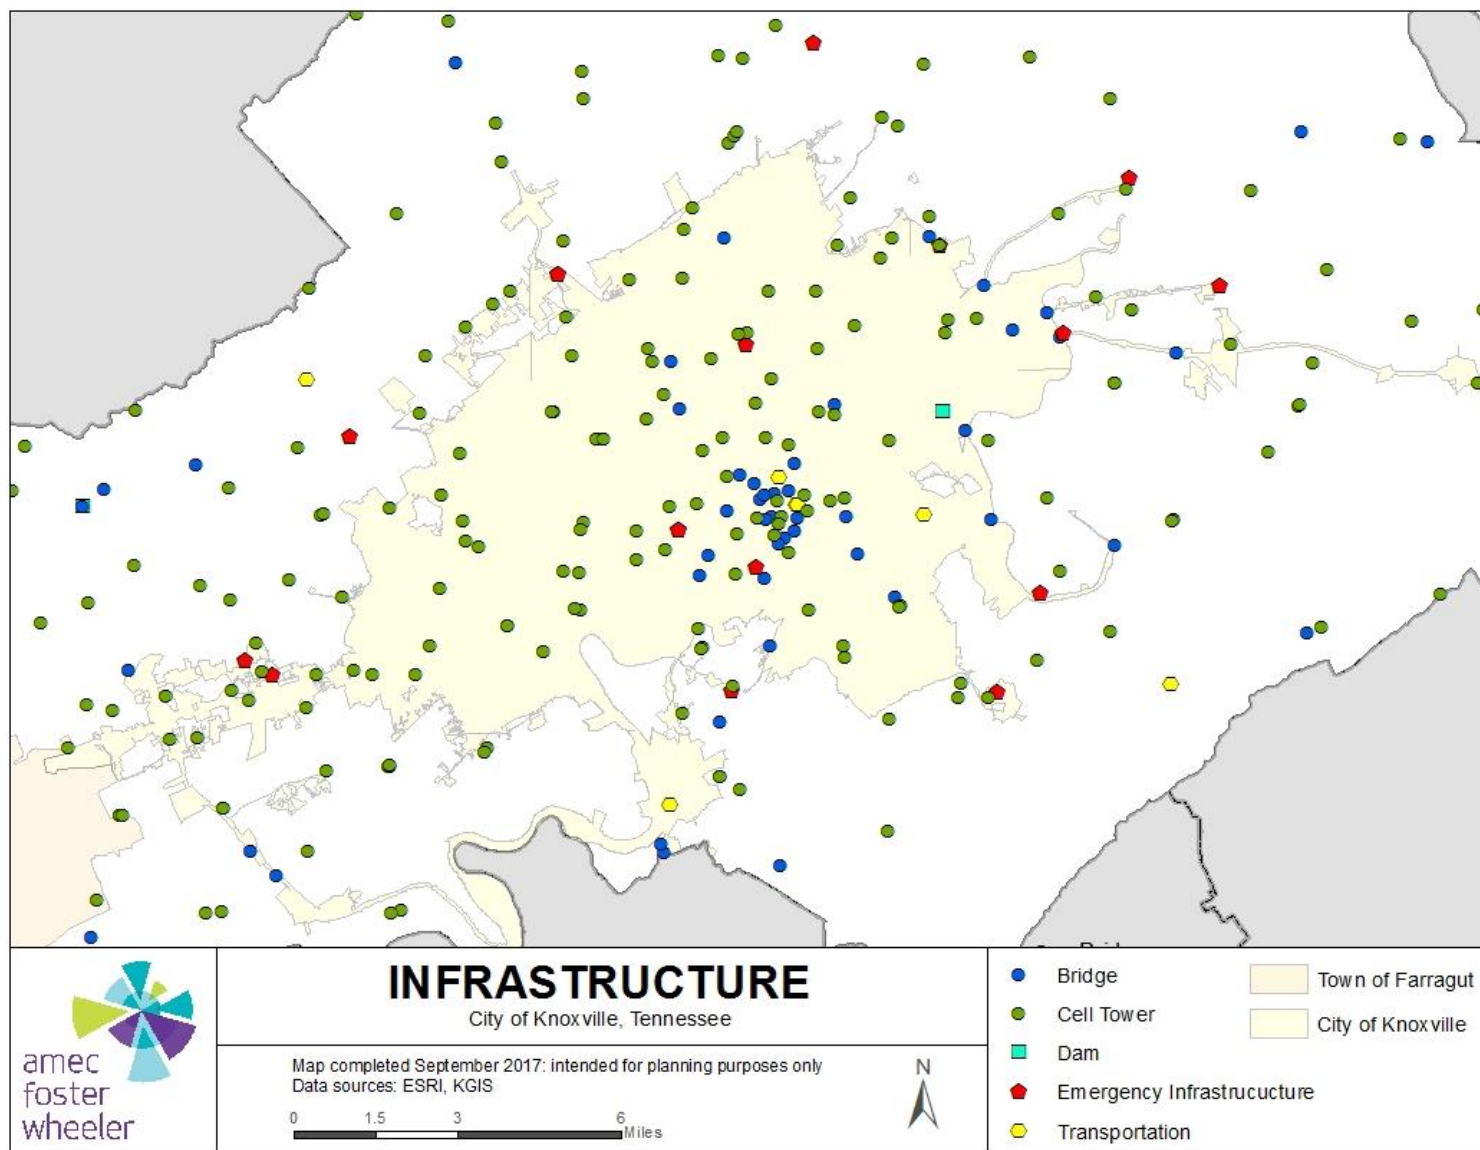 INFRASTRUCTURE
City of Knoxville, Tennessee
Map completed September 2017: intended for planning purposes only
Data sources: ESRI, KGIS
0 1.5 3 6
Miles
N
amec
foster
wheeler
Bridge
Cell Tower
Dam
Emergency Infrastrucucture
Transportation
Town of Farragut
City of Knoxville